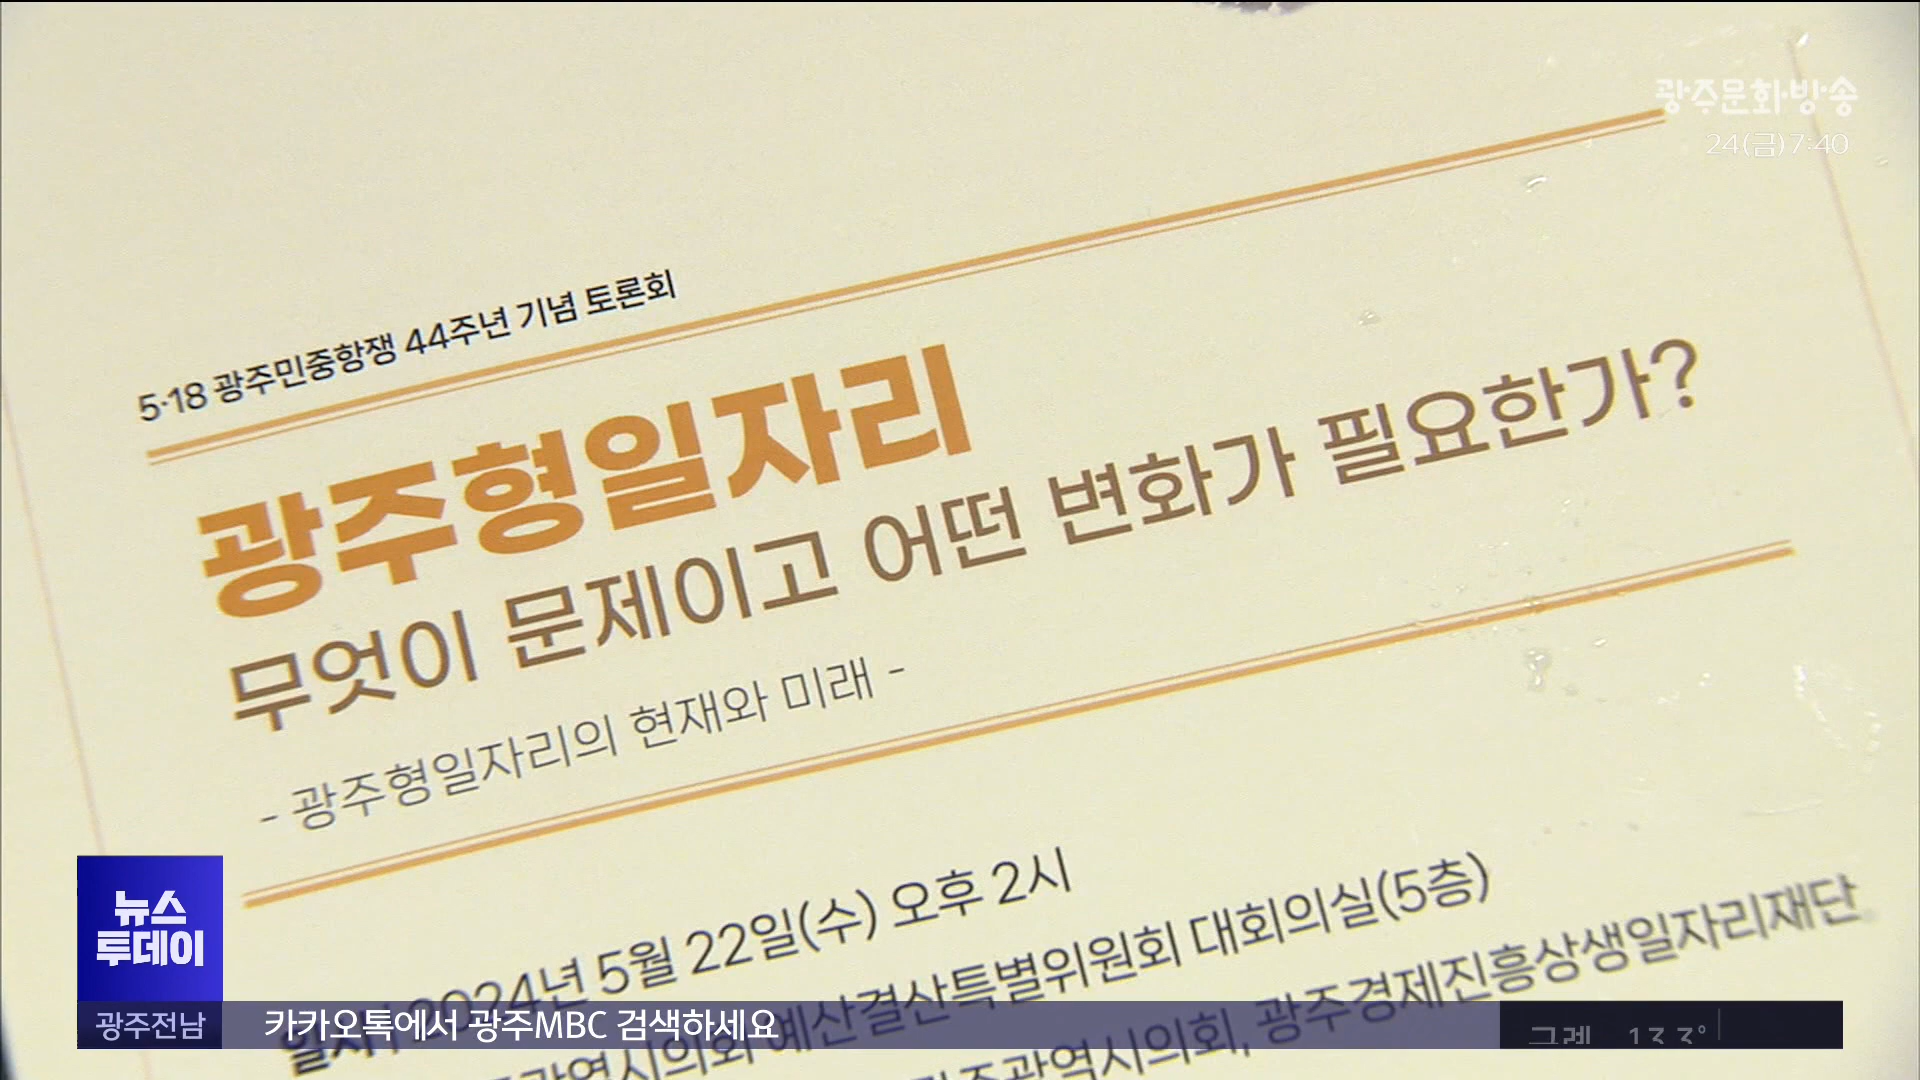 광주문화방송
24(금)7:40
5·18 광주민중항쟁 44주년 기념 토론회
광주형일자리
무엇이 문제이고 어떤 변화가 필요한가?
- 광주형일자리의 현재와 미래 -
일시 2024년 5월 22일(수) 오후 2시
예산결산특별위원회 대회의실(5층)
광주경제진흥상생일자리재단
뉴스
투데이
광주전남
카카오톡에서 광주MBC 검색하세요